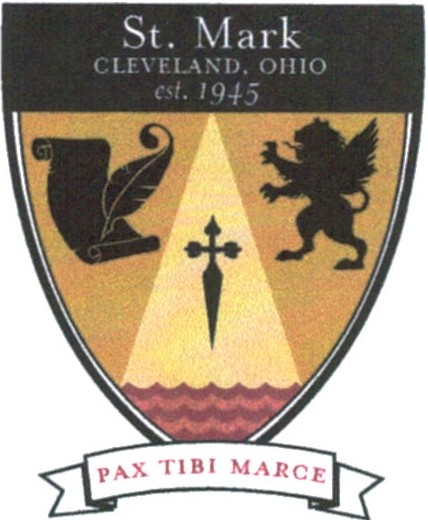 St. Mark
CLEVELAND, OHIO
est. 1945
PAX TIBI MARCE